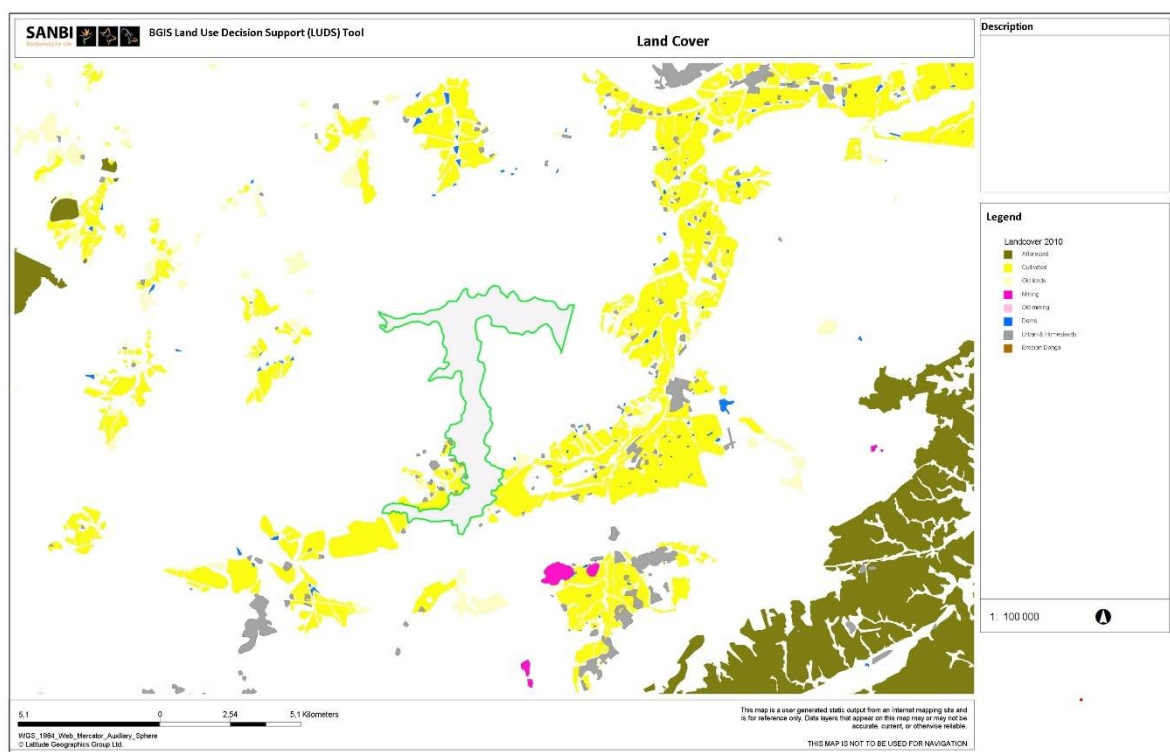 SANBI
Biodiversity for Life
BGIS Land Use Decision Support (LUDS) Tool
Land Cover
Description
Legend
Landcover 2010
Afforested
Cultivated
Old lands
Mining
Old mining
Dams
Urban & Homesteads
Erosion Donga
1: 100 000
5,1
0
2,54
5,1 Kilometers
WGS_1984_Web_Mercator_Auxiliary_Sphere
© Latitude Geographics Group Ltd.
This map is a user generated static output from an Internet mapping site and
is for reference only. Data layers that appear on this map may or may not be
accurate, current, or otherwise reliable.
THIS MAP IS NOT TO BE USED FOR NAVIGATION